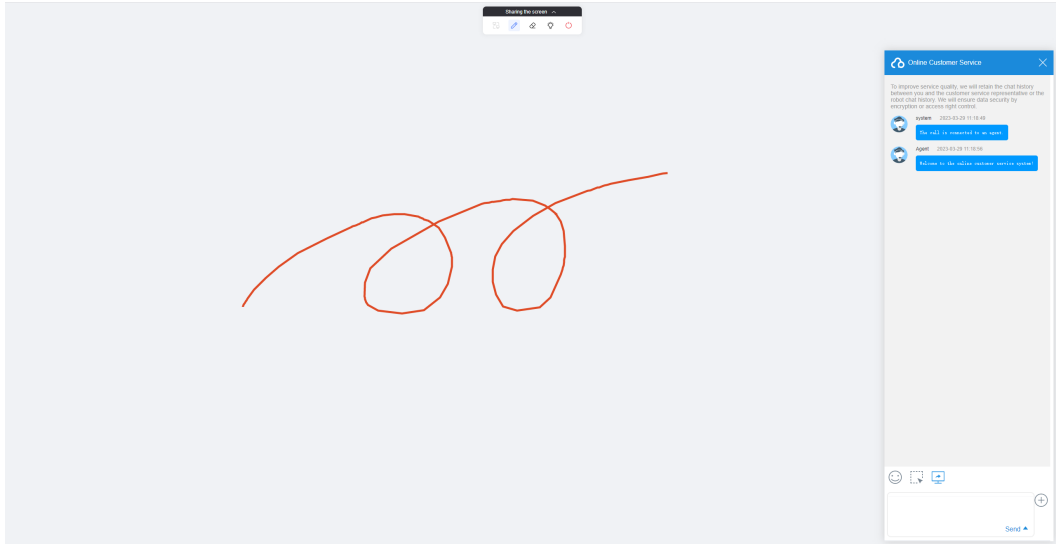 Sharing the screen
Online Customer Service
To improve service quality, we will retain the chat history
between you and the customer service representative or the
robot chat history. We will ensure data security by
encryption or access right control.
system 2023-03-29 11:18:48
The call is connected to an agent
Agent 2023-03-29 11:18:56
Welcome to the online customer service system!
Send